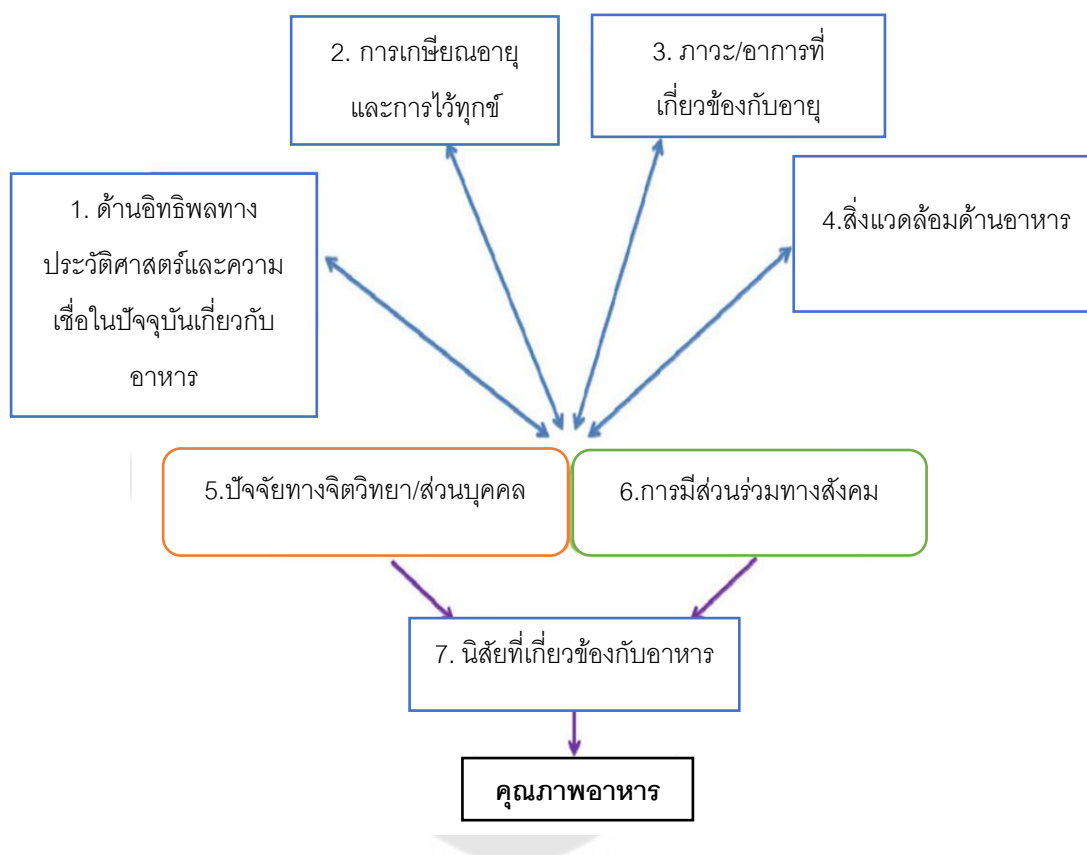 2. การเกษียณอายุ
และการไว้ทุกข์
3. ภาวะ/อาการที่
เกี่ยวข้องกับอายุ
1. ด้านอิทธิพลทาง
ประวัติศาสตร์และความ
เชื่อในปัจจุบันเกี่ยวกับ
อาหาร
4.สิ่งแวดล้อมด้านอาหาร
5.ปัจจัยทางจิตวิทยา/ส่วนบุคคล
6.การมีส่วนร่วมทางสังคม
7. นิสัยที่เกี่ยวข้องกับอาหาร
คุณภาพอาหาร